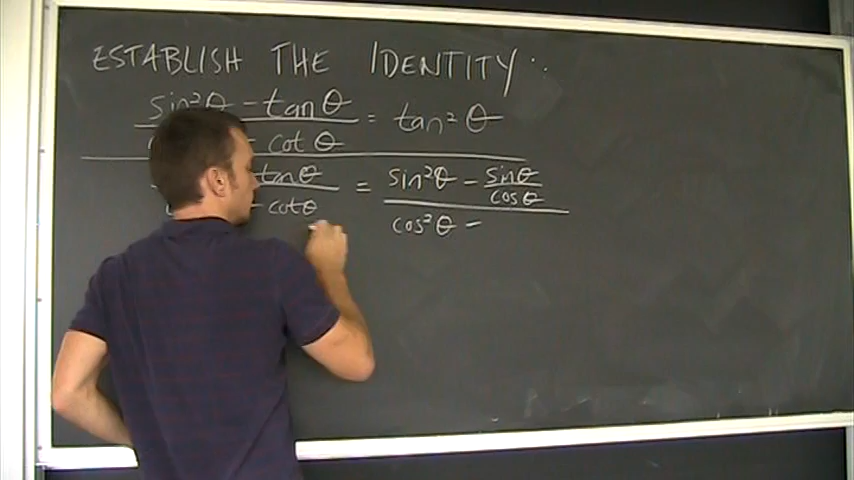 ESTABLISH THE IDENTITY:
sin²θ - tanθ
- cot θ = tan²θ
tanθ = sin²θ - sinθ/cosθ
- cotθ cos²θ -